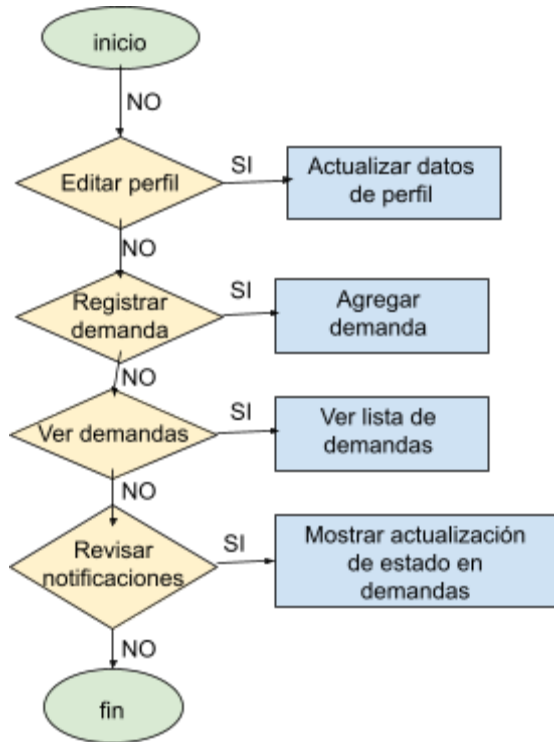 inicio
NO
Editar perfil
SI
Actualizar datos
de perfil
NO
Registrar
demanda
SI
Agregar
demanda
NO
Ver demandas
SI
Ver lista de
demandas
NO
Revisar
notificaciones
SI
Mostrar actualización
de estado en
demandas
NO
fin